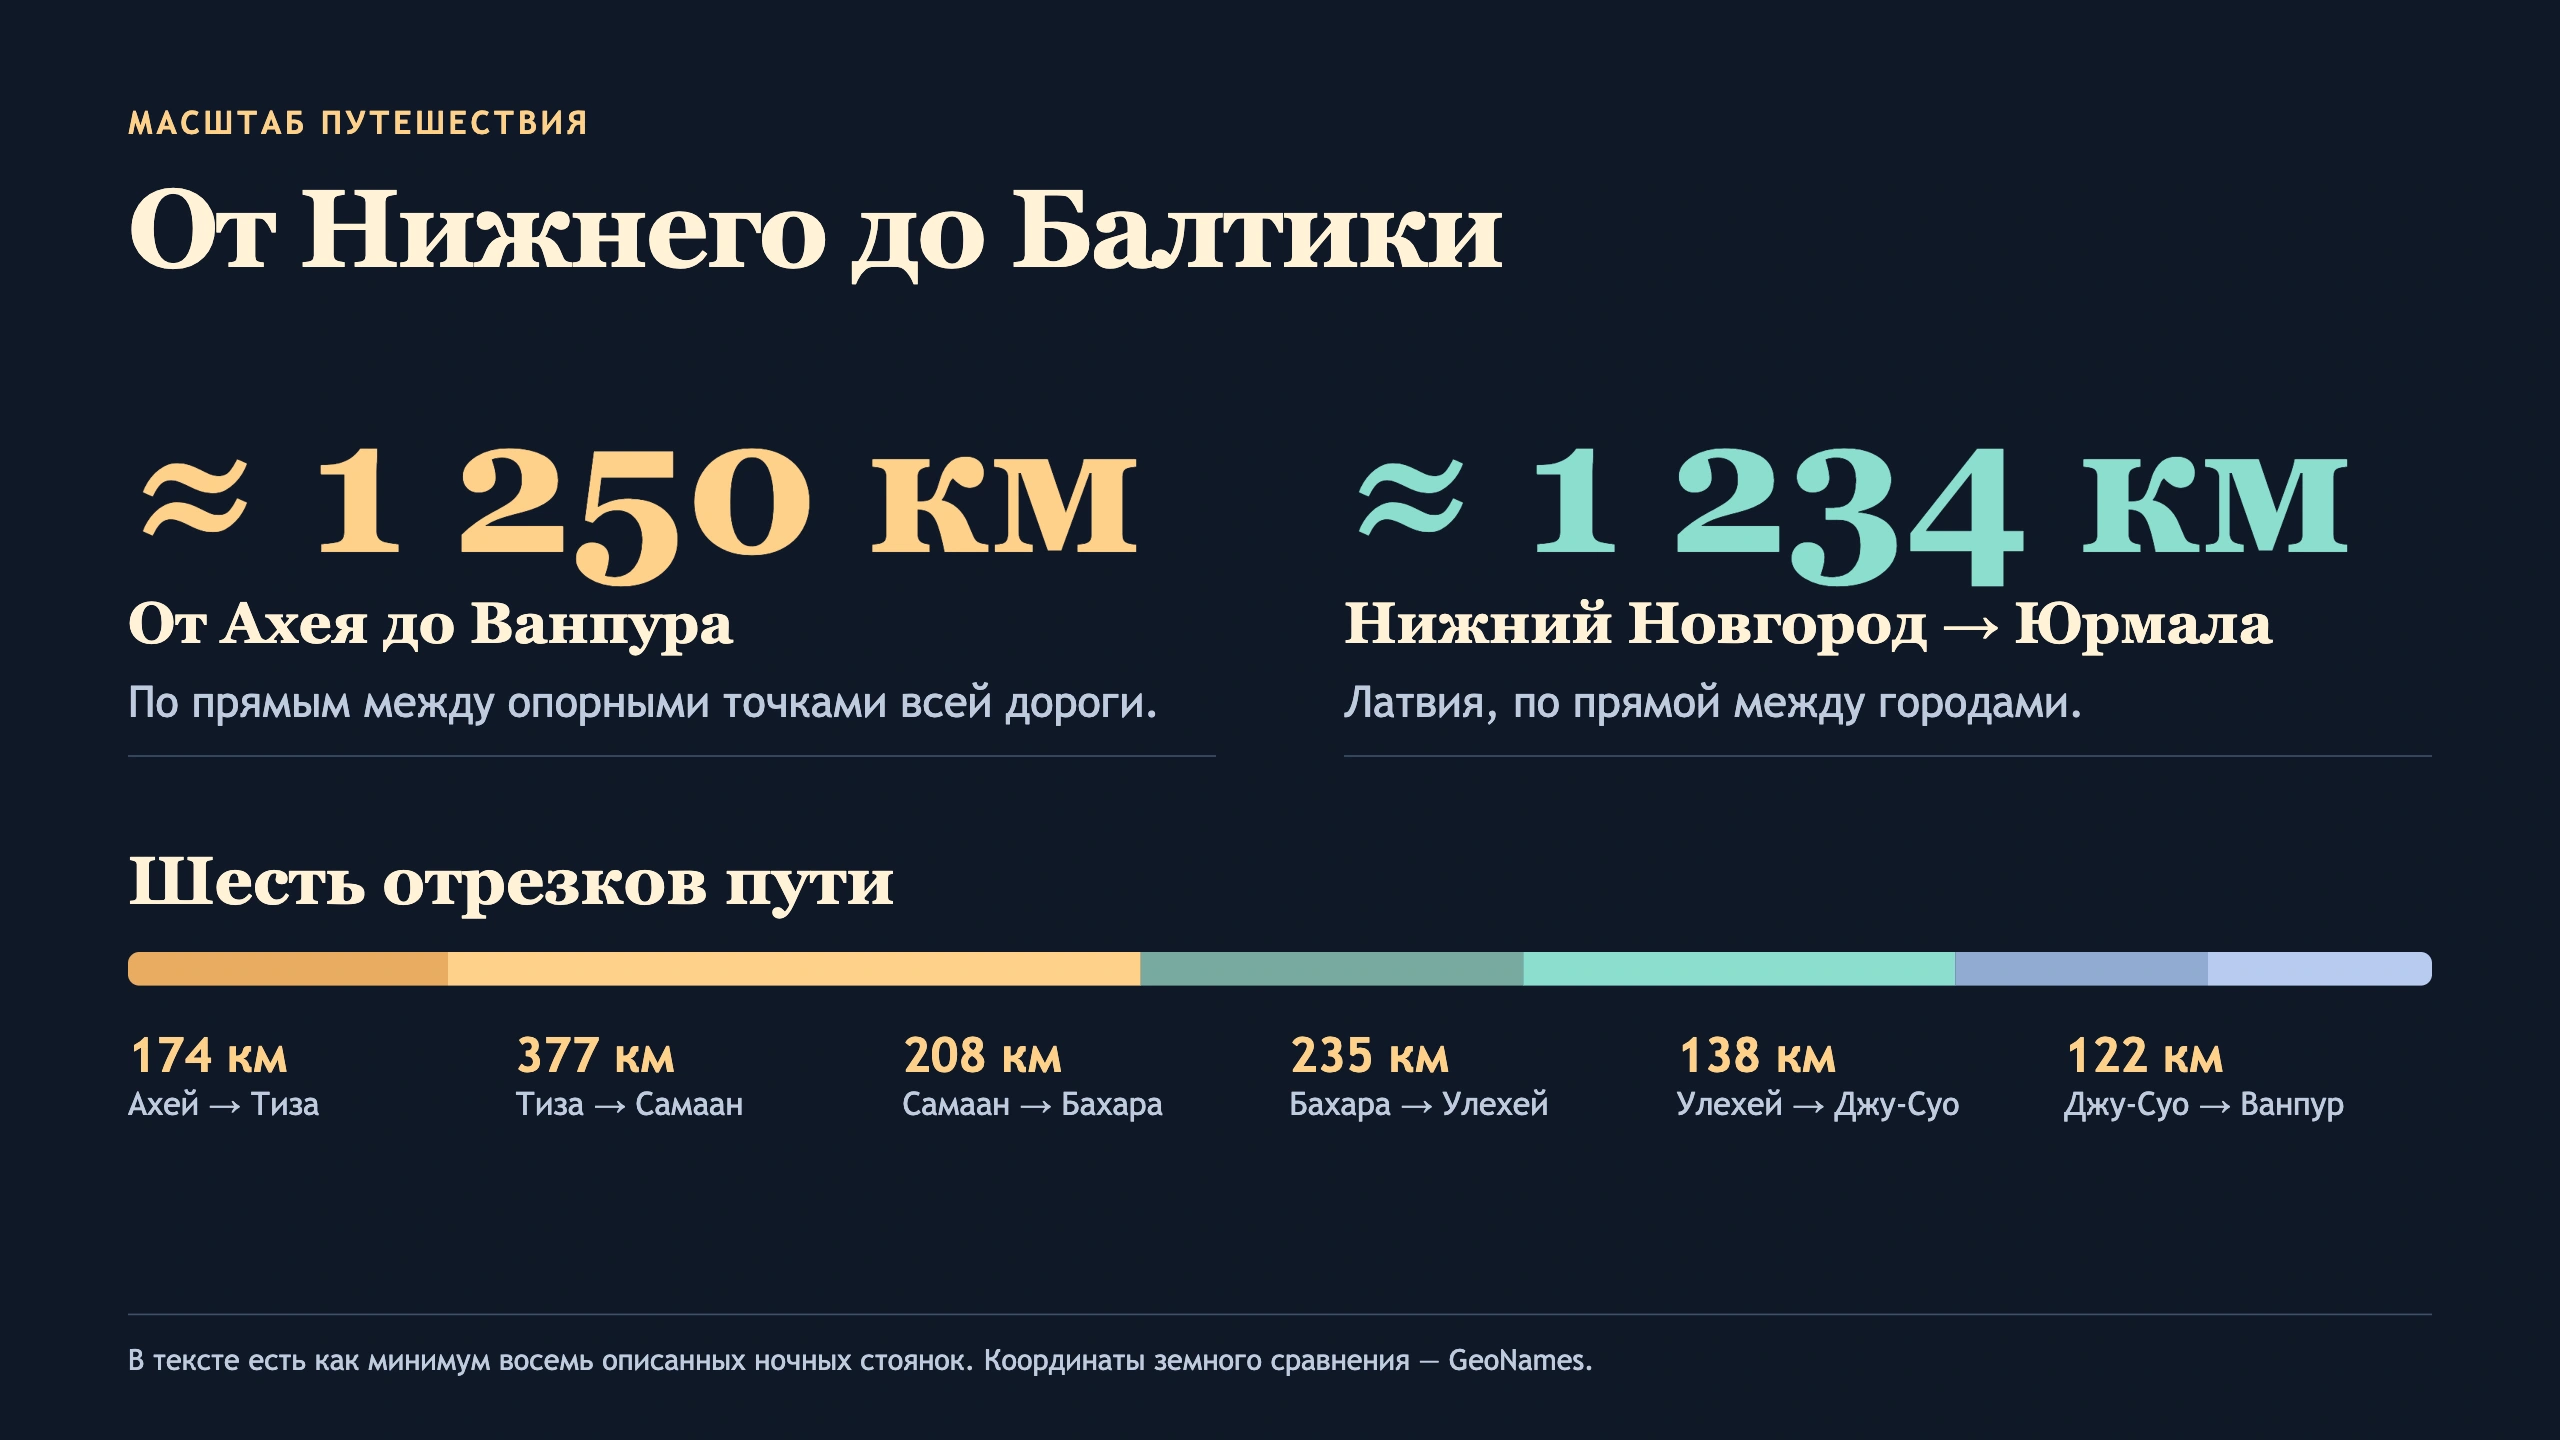 МАСШТАБ ПУТЕШЕСТВИЯ
От Нижнего до Балтики
≈ 1 250 км
От Ахея до Ванпура
По прямым между опорными точками всей дороги.
≈ 1 234 км
Нижний Новгород → Юрмала
Латвия, по прямой между городами.
Шесть отрезков пути
174 км
Ахей → Тиза
377 км
Тиза → Самаан
208 км
Самаан → Бахара
235 км
Бахара → Улехей
138 км
Улехей → Джу-Суо
122 км
Джу-Суо → Ванпур
В тексте есть как минимум восемь описанных ночных стоянок. Координаты земного сравнения — GeoNames.